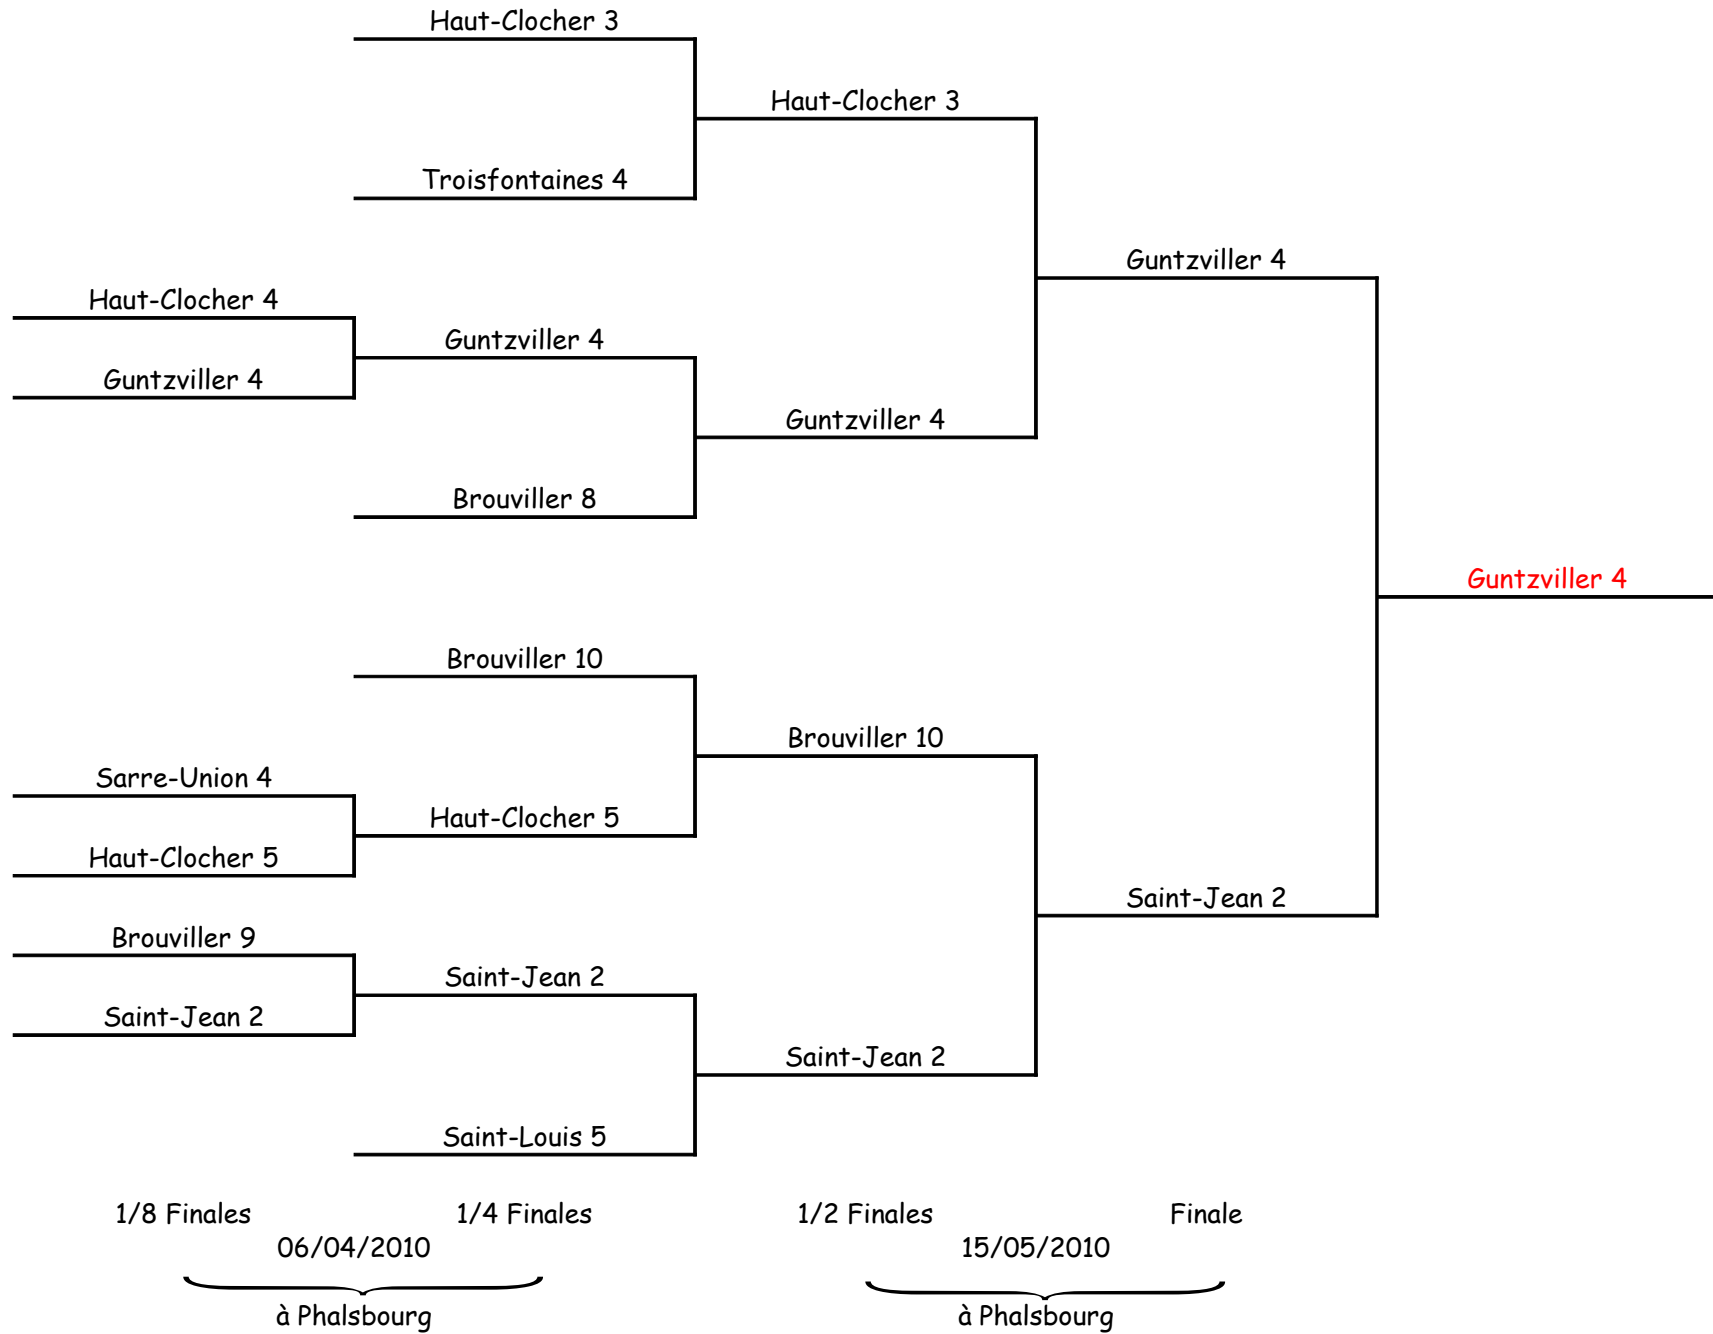 Haut-Clocher 3
Haut-Clocher 3
Troisfontaines 4
Guntzviller 4
Haut-Clocher 4
Guntzviller 4
Guntzviller 4
Guntzviller 4
Brouviller 8
Guntzviller 4
Brouviller 10
Brouviller 10
Sarre-Union 4
Haut-Clocher 5
Haut-Clocher 5
Saint-Jean 2
Brouviller 9
Saint-Jean 2
Saint-Jean 2
Saint-Jean 2
Saint-Louis 5
1/8 Finales 1/4 Finales 1/2 Finales Finale
06/04/2010 15/05/2010
à Phalsbourg à Phalsbourg